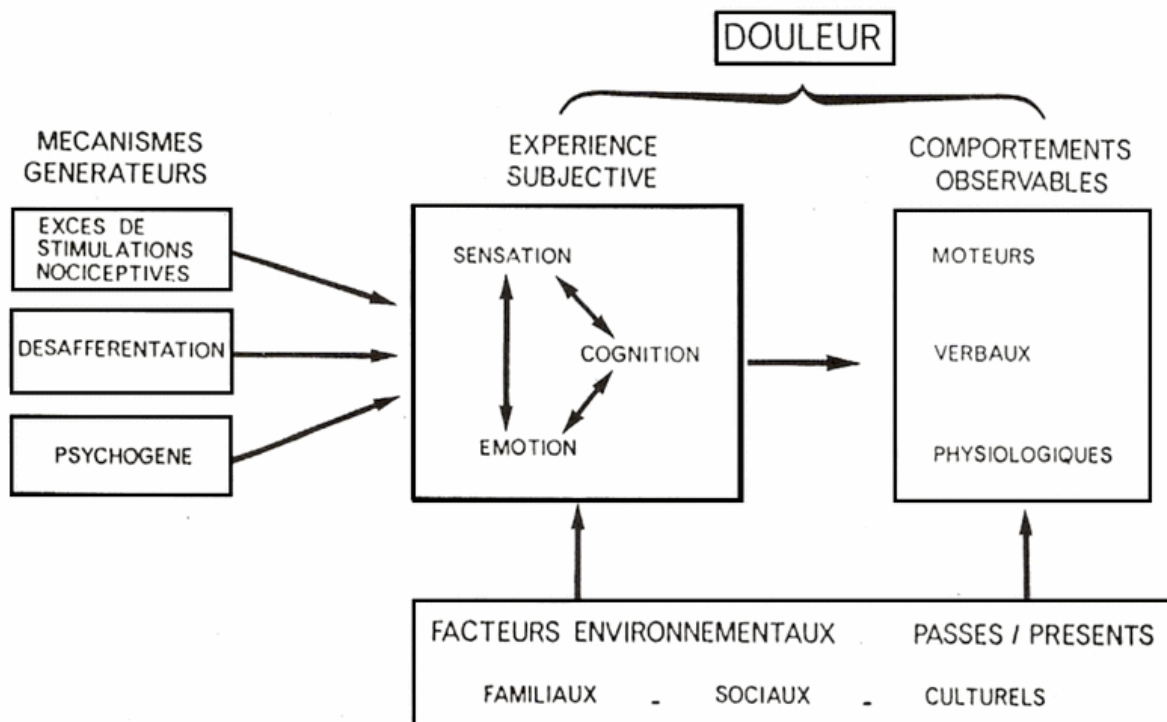 DOULEUR
MECANISMES
GENERATEURS
EXCES DE
STIMULATIONS
NOCICEPTIVES
DESAFFERENTATION
PSYCHOGENE
EXPERIENCE
SUBJECTIVE
SENSATION
COGNITION
EMOTION
COMPORTEMENTS
OBSERVABLES
MOTEURS
VERBAUX
PHYSIOLOGIQUES
FACTEURS ENVIRONNEMENTAUX PASSES / PRESENTS
FAMILIAUX - SOCIAUX - CULTURELS